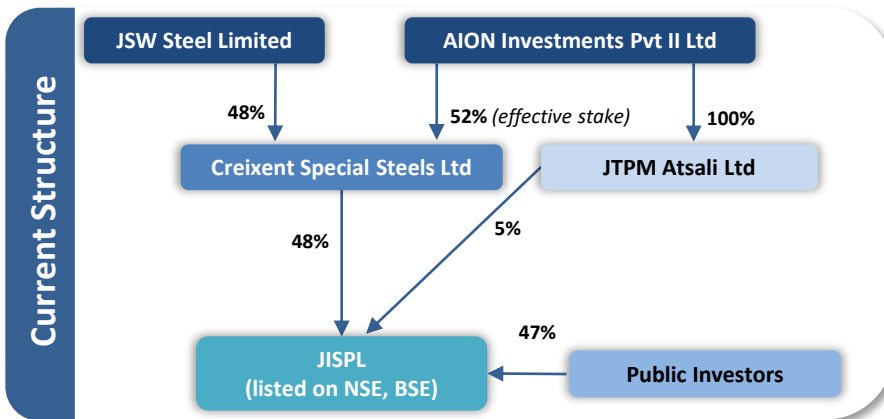 Current Structure
JSW Steel Limited
AION Investments Pvt II Ltd
48%
52% (effective stake)
100%
Creixent Special Steels Ltd
JTPM Atsali Ltd
48%
5%
47%
JISPL
(listed on NSE, BSE)
Public Investors